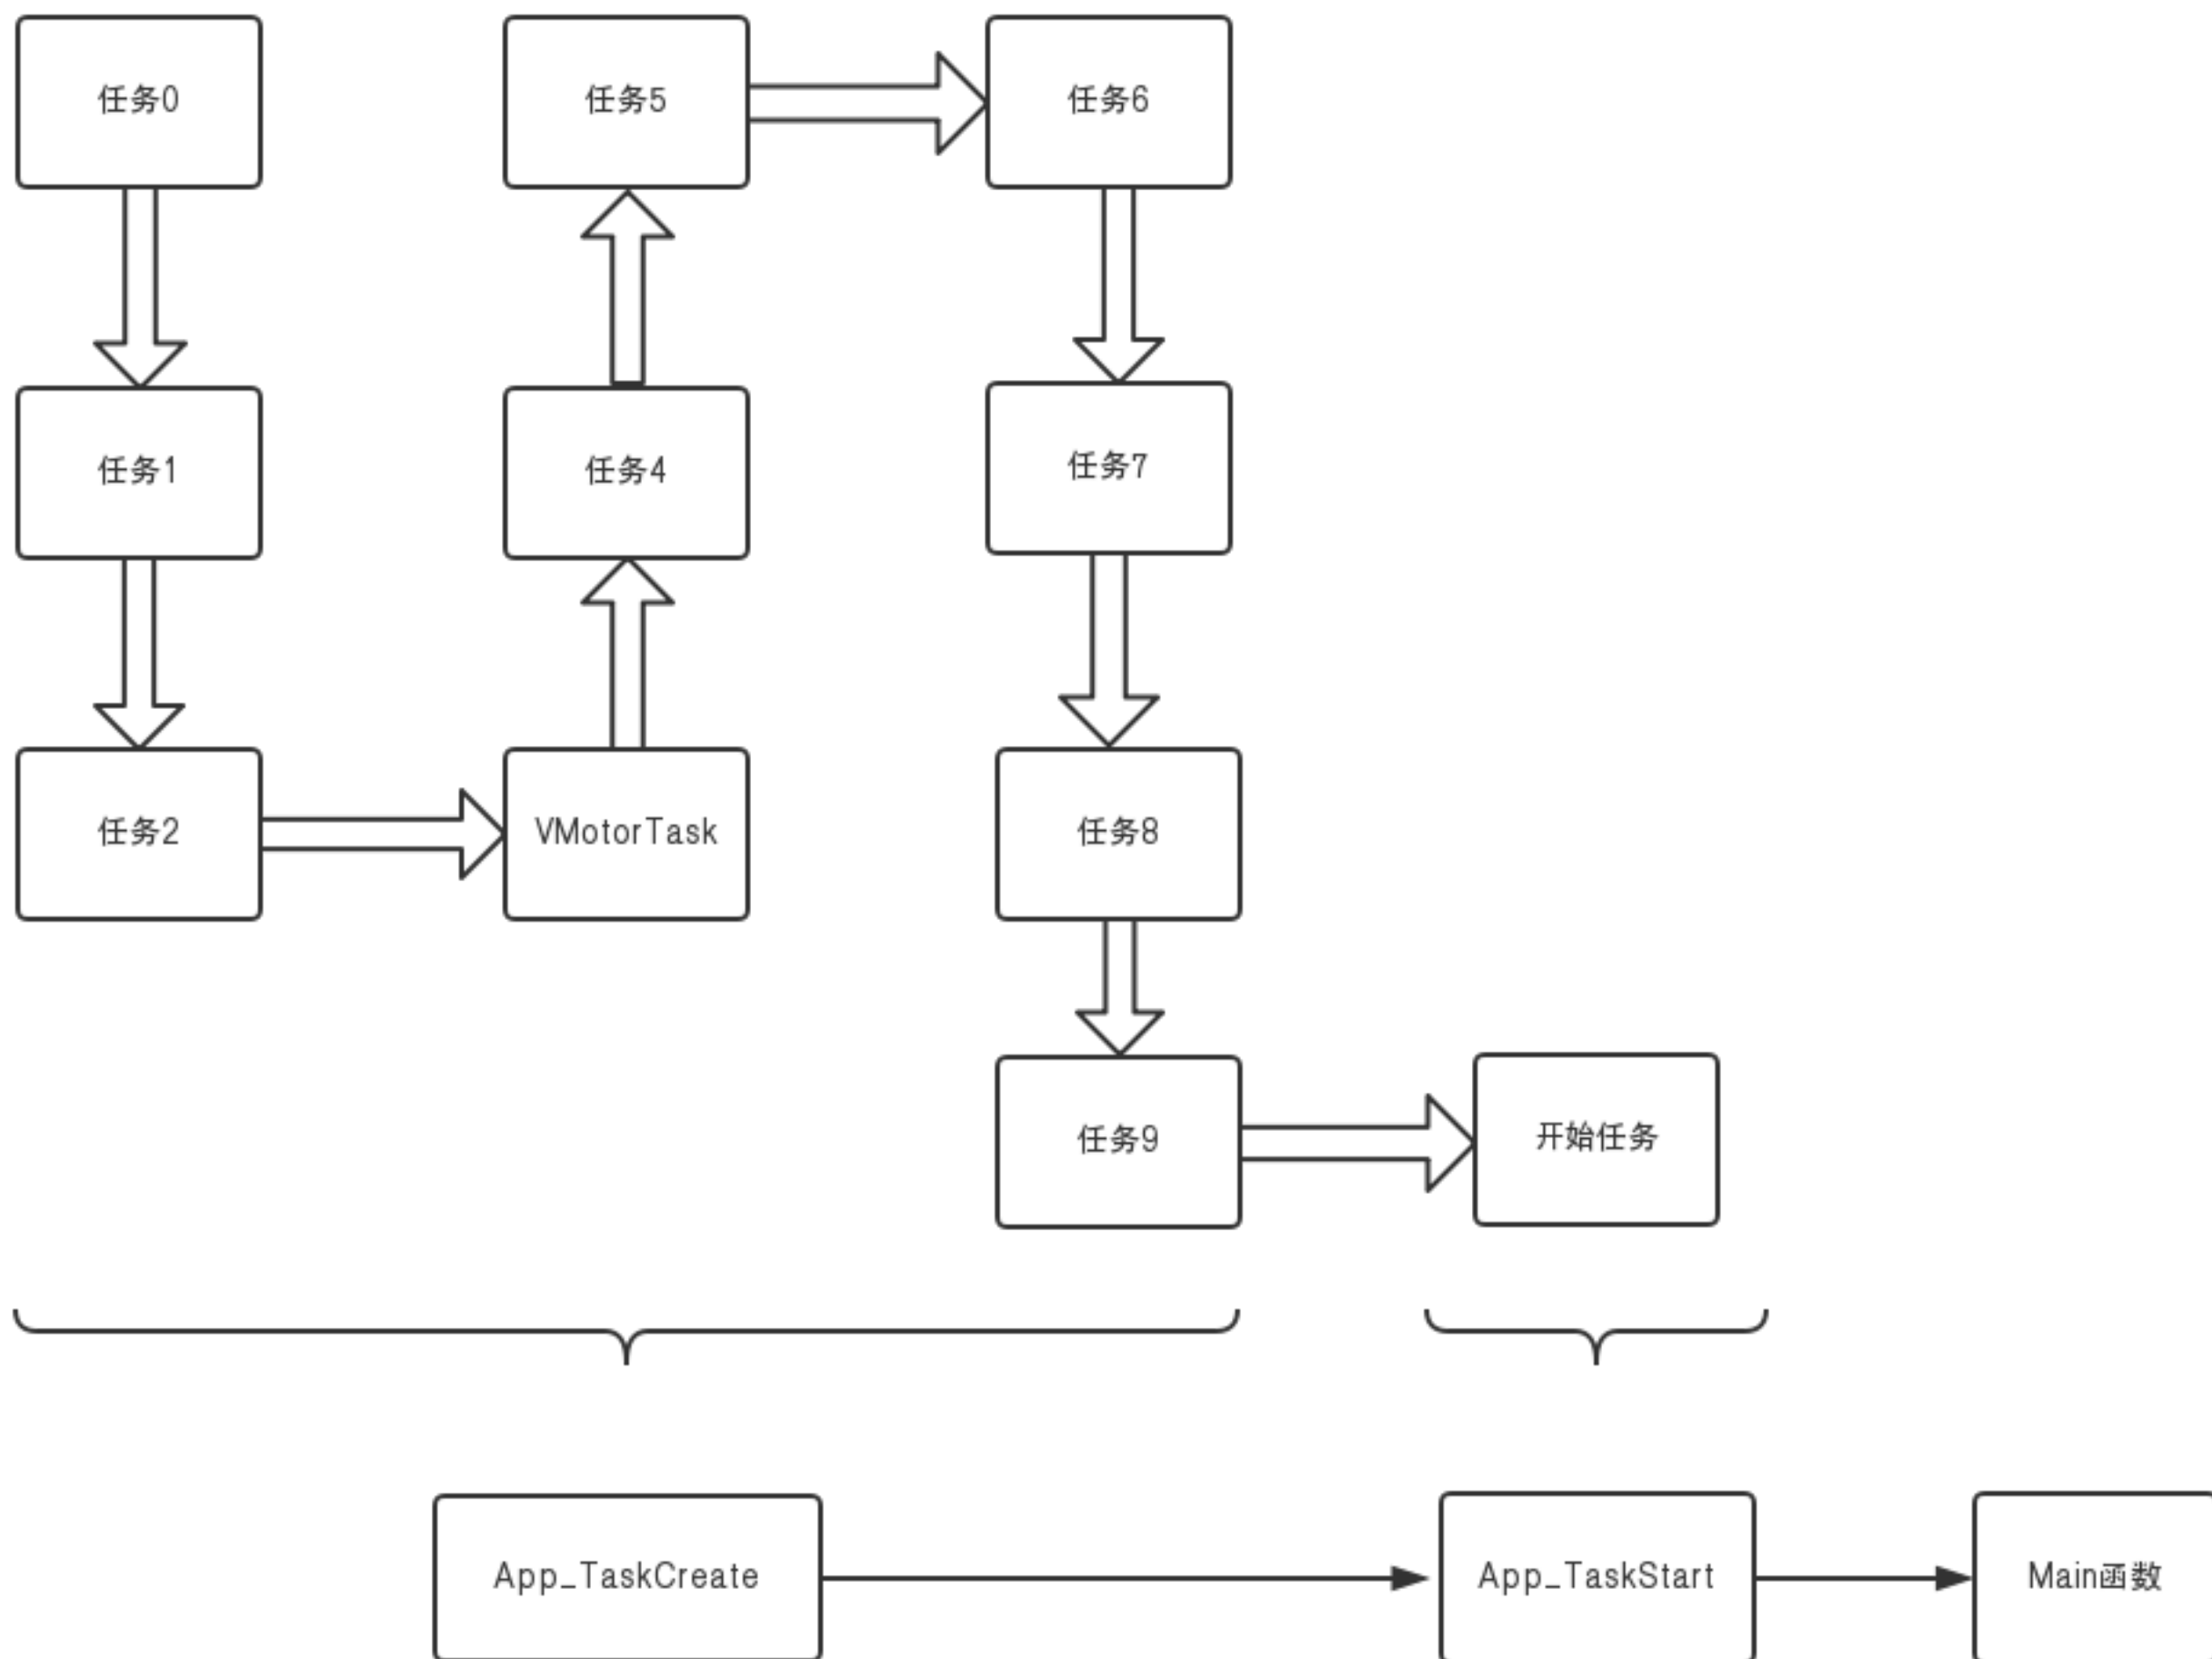 任务0
任务5
任务6
任务1
任务4
任务7
任务2
VMotorTask
任务8
任务9
开始任务
App_TaskCreate
App_TaskStart
Main函数